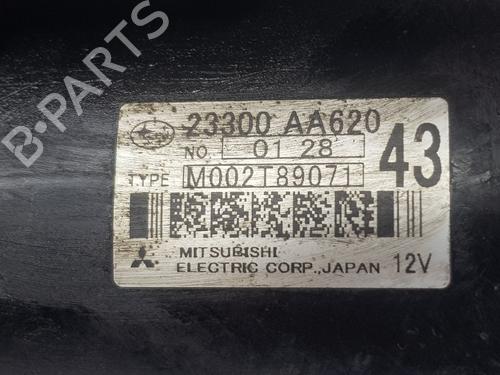 B-PARTS
23300 AA620
NO. 01 28
TYPE M002T89071
43
MITSUBISHI
ELECTRIC CORP., JAPAN 12V